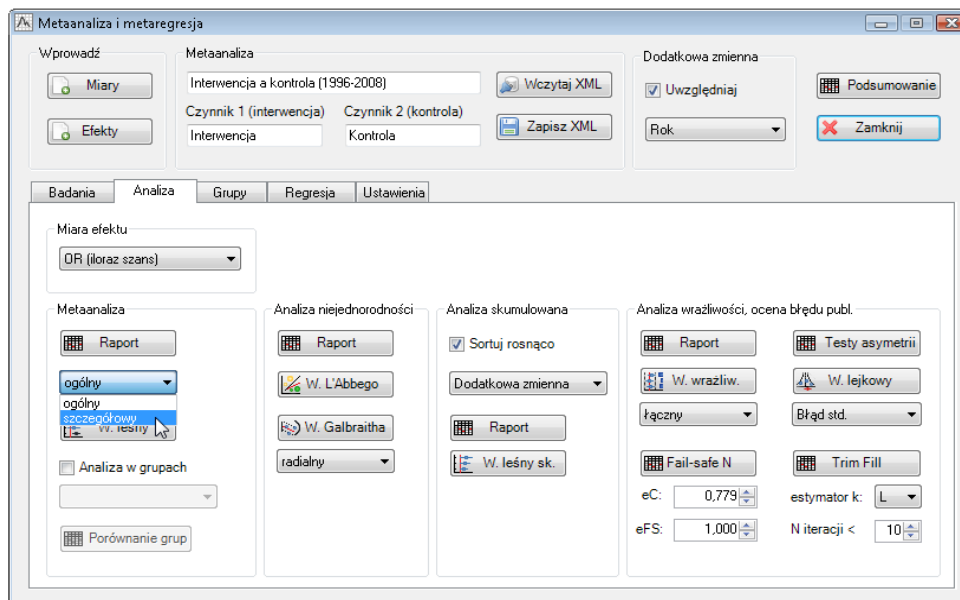 Metaanaliza i metaregresja
Wprowadź
Miary
Efekty
Metaanaliza
Interwencja a kontrola (1996-2008)
Wczytaj XML
Czynnik 1 (interwencja) Czynnik 2 (kontrola)
Interwencja Kontrola
Zapisz XML
Dodatkowa zmienna
Uwzględniaj
Rok
Podsumowanie
Zamknij
Badania Analiza Grupy Regresja Ustawienia
Miara efektu
OR (iloraz szans)
Metaanaliza
Raport
ogólny
ogólny
szczegółowy
W. leśny
Analiza w grupach
Porównanie grup
Analiza niejednorodności
Raport
W. L'Abbego
W. Galbraitha
radialny
Analiza skumulowana
Sortuj rosnąco
Dodatkowa zmienna
Raport
W. leśny sk.
Analiza wrażliwości, ocena błędu publ.
Raport Testy asymetrii
W. wrażliw. W. lejkowy
łączny Błąd std.
Fail-safe N Trim Fill
eC: 0,779 estymator k: L
eFS: 1,000 N iteracji < 10